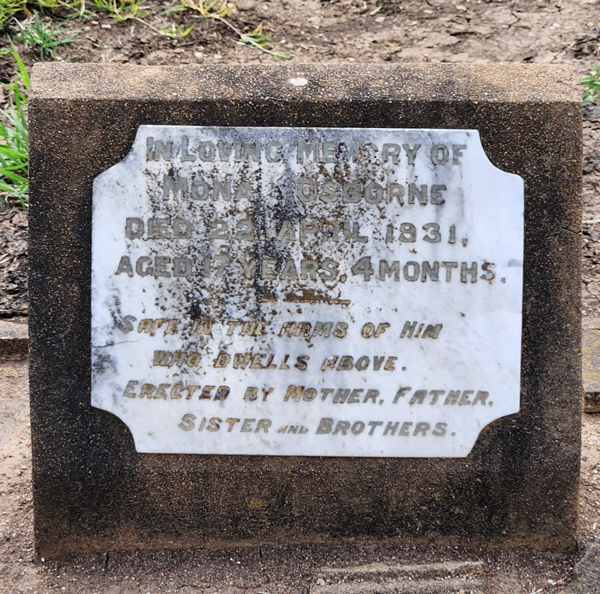 IN LOVING MEMORY OF
MONA OSBORNE
DIED 22 APRIL 1931,
AGED YEARS, 4 MONTHS.
SAFE IN THE ARMS OF HIM
WHO DWELLS ABOVE.
ERECTED BY MOTHER, FATHER,
SISTER AND BROTHERS.